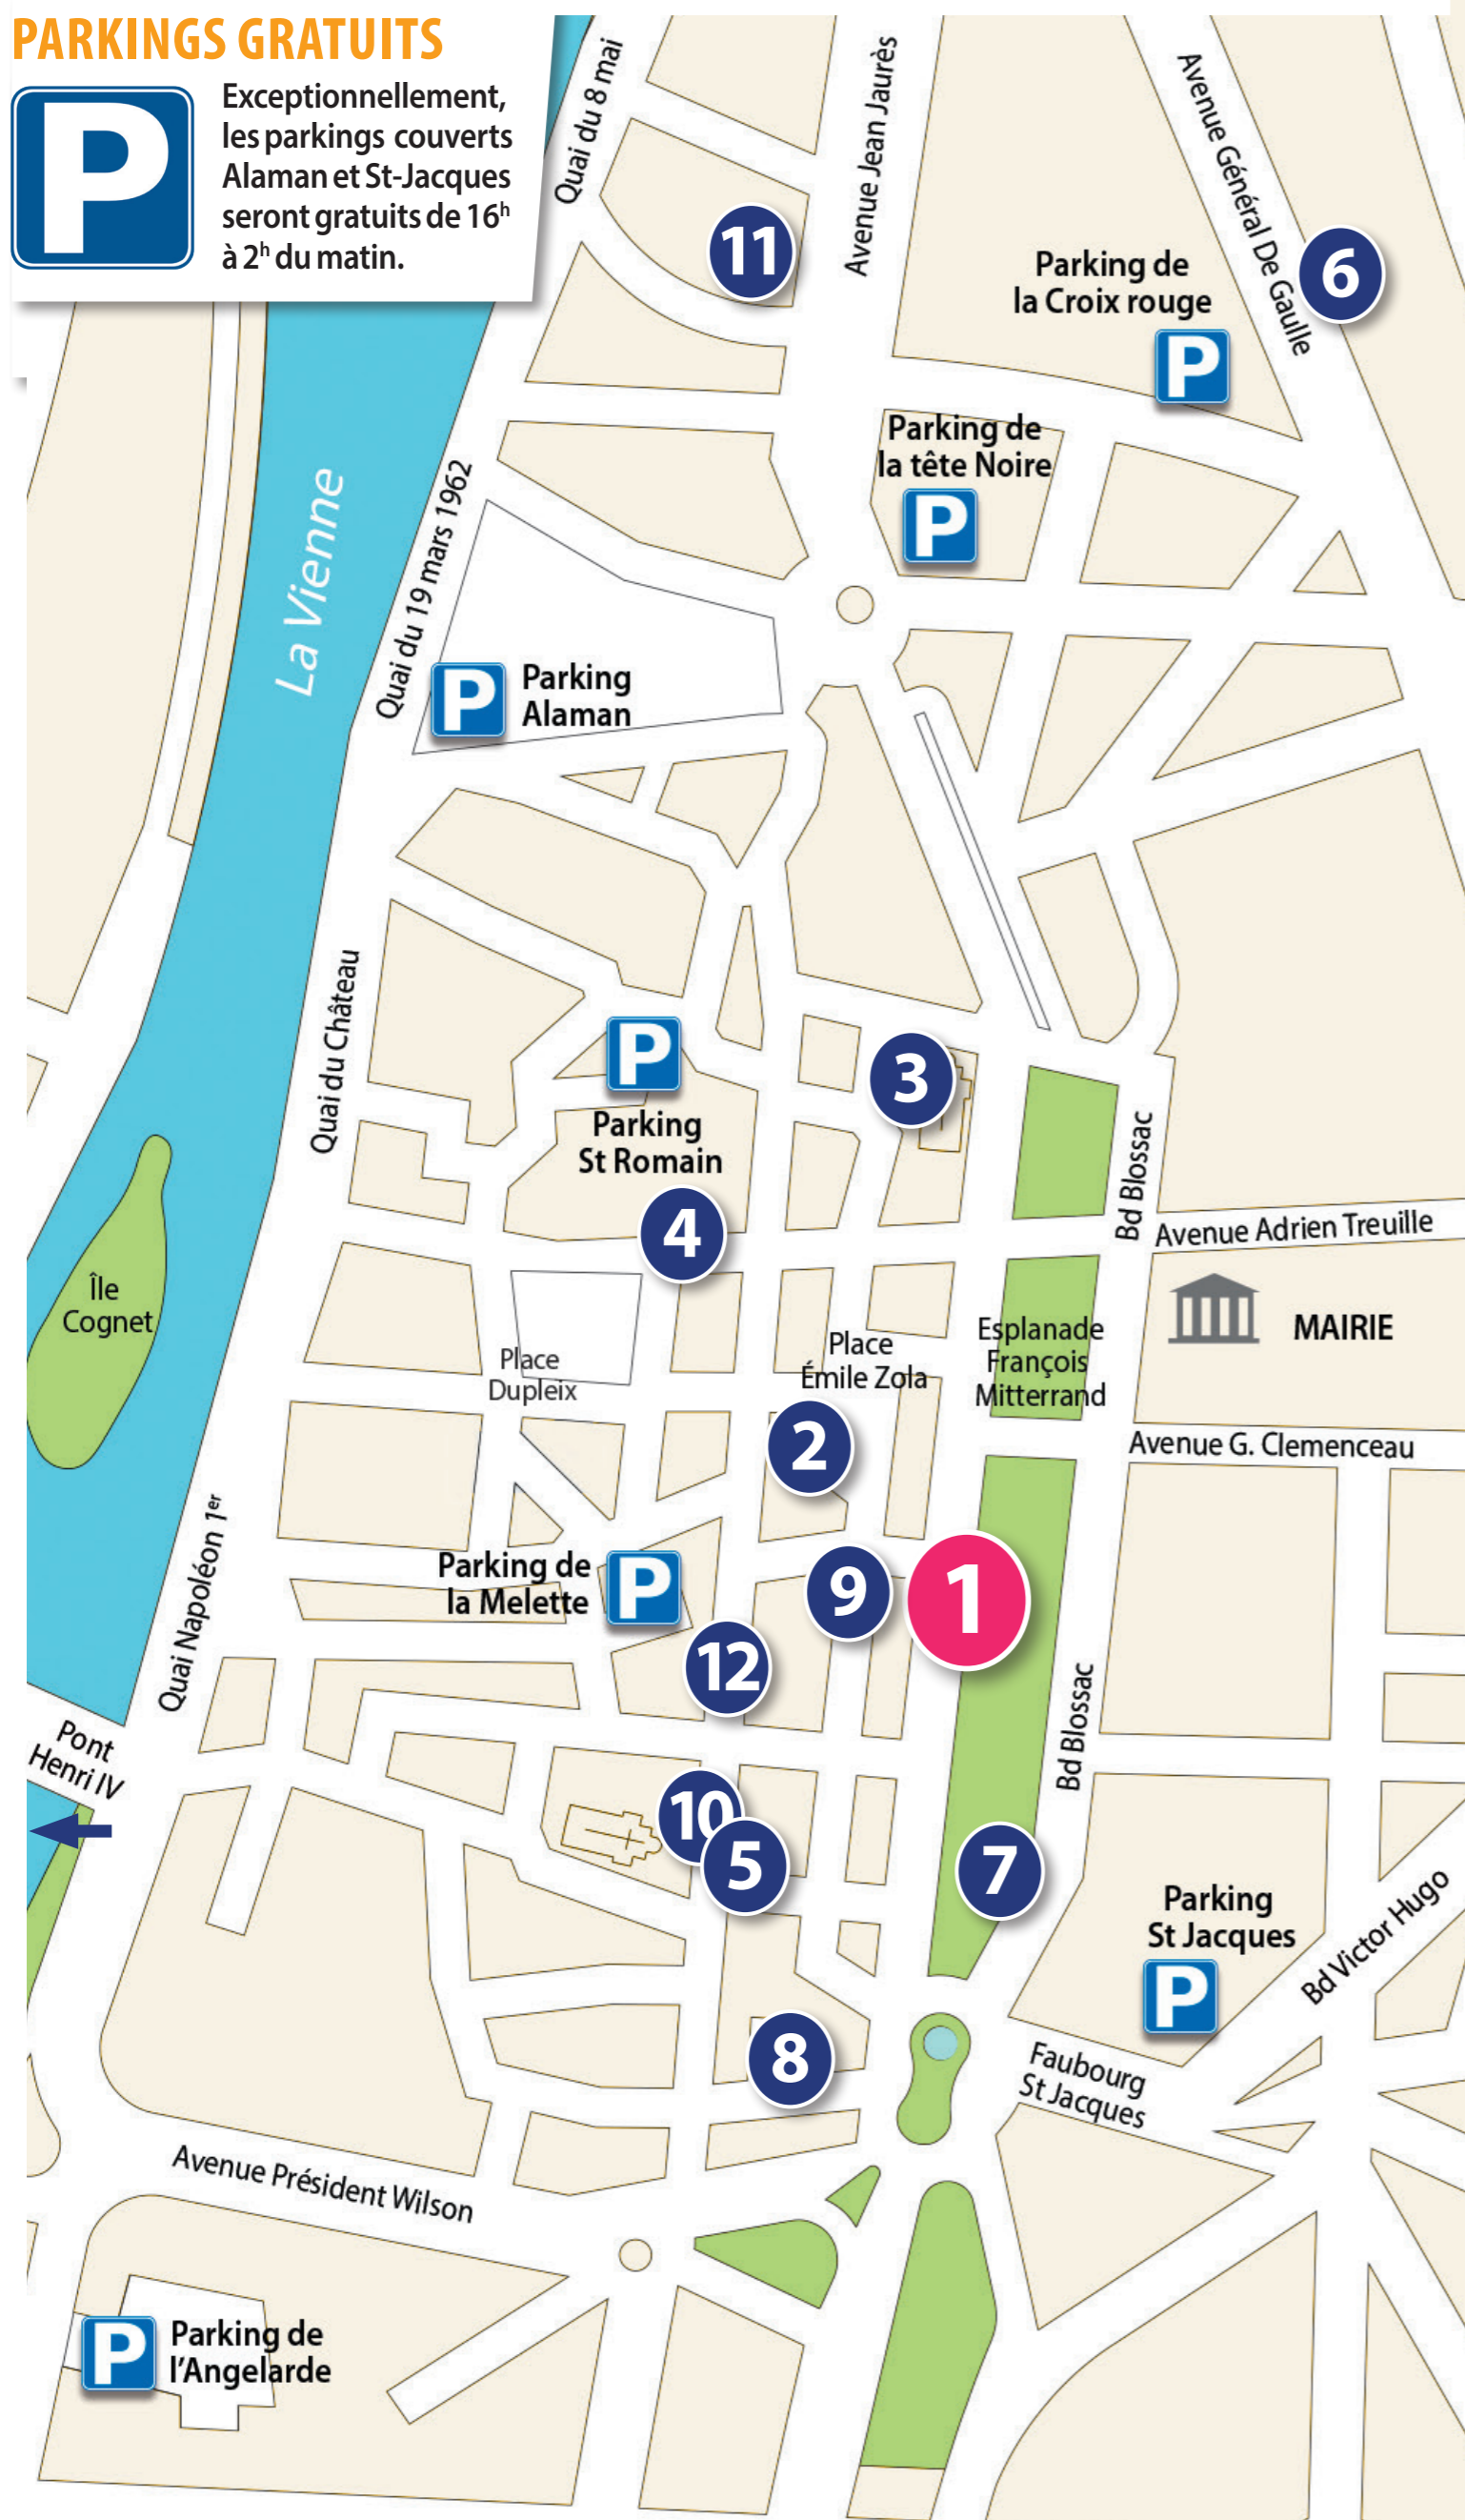 PARKINGS GRATUITS
P
Exceptionnellement,
les parkings couverts
Alaman et St-Jacques
seront gratuits de 16h
à 2h du matin.
Quai du 8 mai
Avenue Jean Jaurès
Avenue Général De Gaulle
11
6
Parking de
la Croix rouge
P
Parking de
la tête Noire
P
La Vienne
Quai du 19 mars 1962
P
Parking
Alaman
Quai du Château
P
Parking
St Romain
3
4
Bd Blossac
Avenue Adrien Treuille
Île
Cognet
MAIRIE
Esplanade
François
Mitterrand
Place
Émile Zola
Place
Dupleix
2
Avenue G. Clemenceau
Quai Napoléon 1er
Parking de
la Melette
P
9
1
12
Bd Blossac
Pont
Henri IV
10
5
7
Parking
St Jacques
P
Bd Victor Hugo
8
Faubourg
St Jacques
Avenue Président Wilson
P
Parking de
l'Angelarde